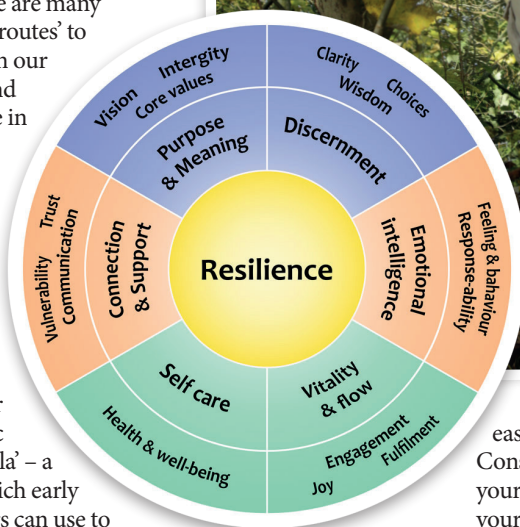 e are many
routes' to
n our
nd
e in
Vision
Intergity
Core values
Clarity
Wisdom
Choices
Purpose
& Meaning
Discernment
Trust
Vulnerability
Communication
Connection
& Support
Resilience
Emotional
intelligence
Feeling & bahaviour
Response-ability
Self care
Vitality
& flow
Health & well-being
Engagement
Fulfilment
Joy
r
c
la' – a
ich early
rs can use to
eas
Cons
your
your